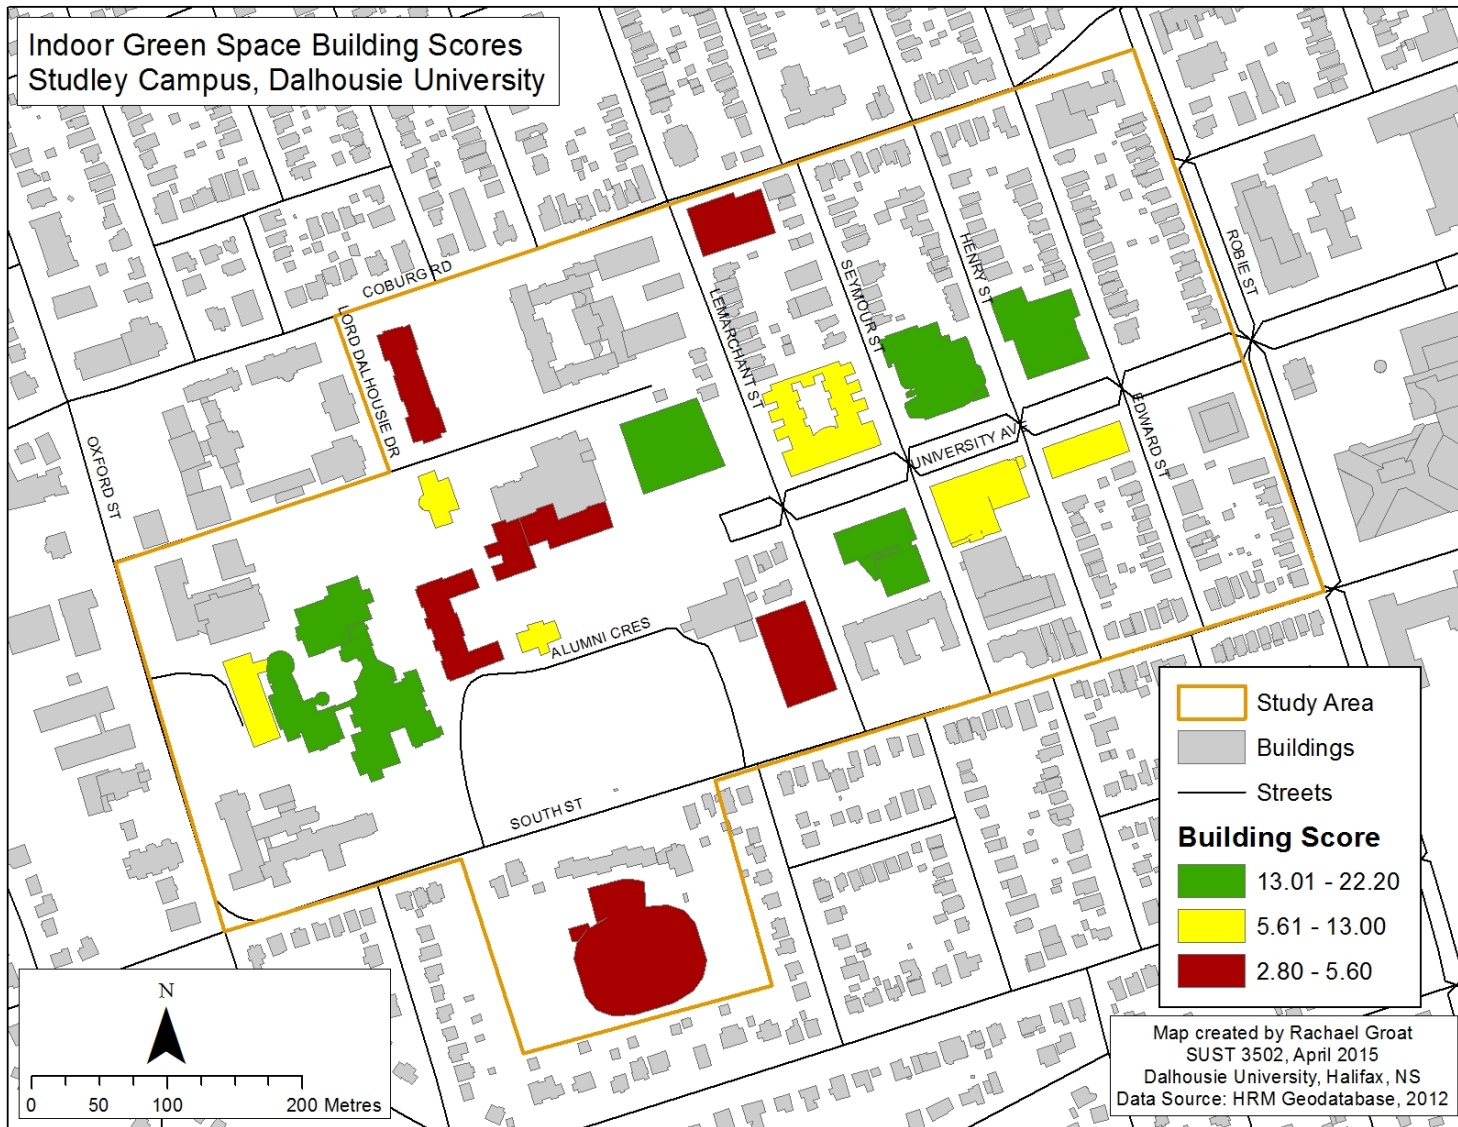 Indoor Green Space Building Scores
Studley Campus, Dalhousie University
COBURG RD
LORD DALHOUSIE DR
OXFORD ST
LEMARCHANT ST
SEYMOUR ST
HENRY ST
ROBIE ST
EDWARD ST
UNIVERSITY AVE
ALUMNI CRES
SOUTH ST
Study Area
Buildings
Streets
Building Score
13.01 - 22.20
5.61 - 13.00
2.80 - 5.60
N
0 50 100 200 Metres
Map created by Rachael Groat
SUST 3502, April 2015
Dalhousie University, Halifax, NS
Data Source: HRM Geodatabase, 2012